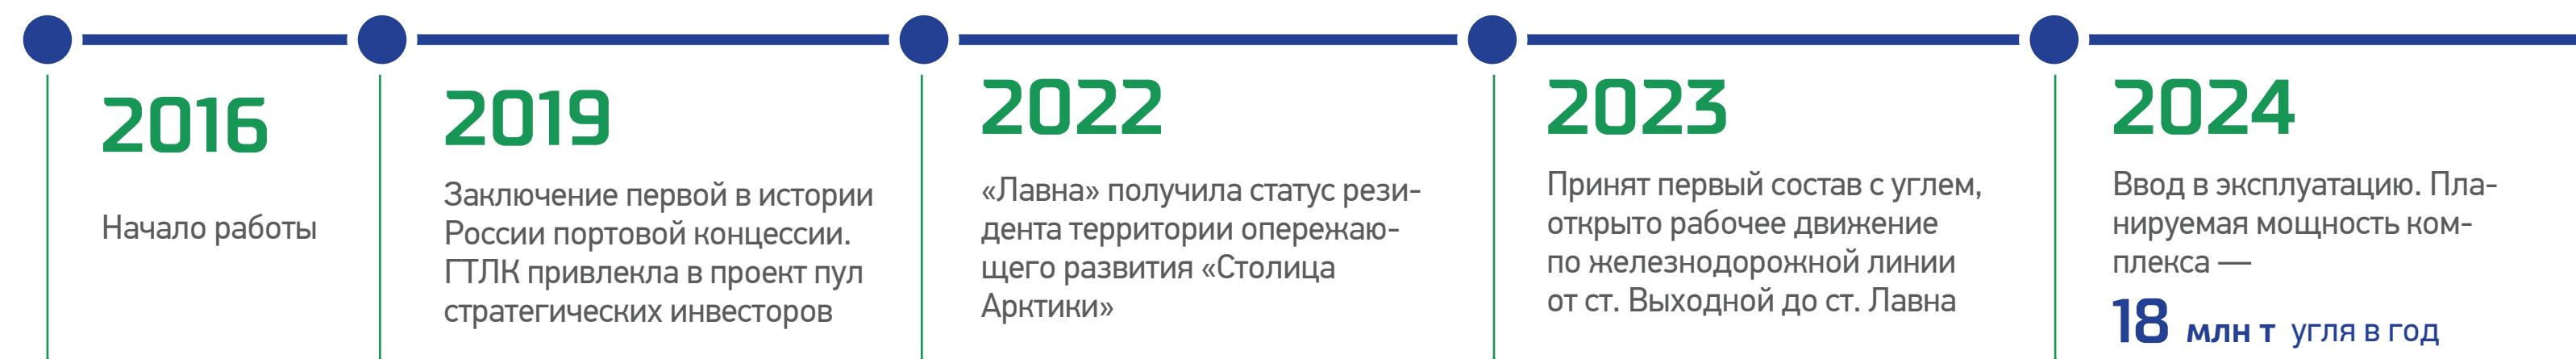 2016
Начало работы
2019
Заключение первой в истории
России портовой концессии.
ГТЛК привлекла в проект пул
стратегических инвесторов
2022
«Лавна» получила статус рези-
дента территории опережаю-
щего развития «Столица
Арктики»
2023
Принят первый состав с углем,
открыто рабочее движение
по железнодорожной линии
от ст. Выходной до ст. Лавна
2024
Ввод в эксплуатацию. Пла-
нируемая мощность ком-
плекса —
18 млн т угля в год